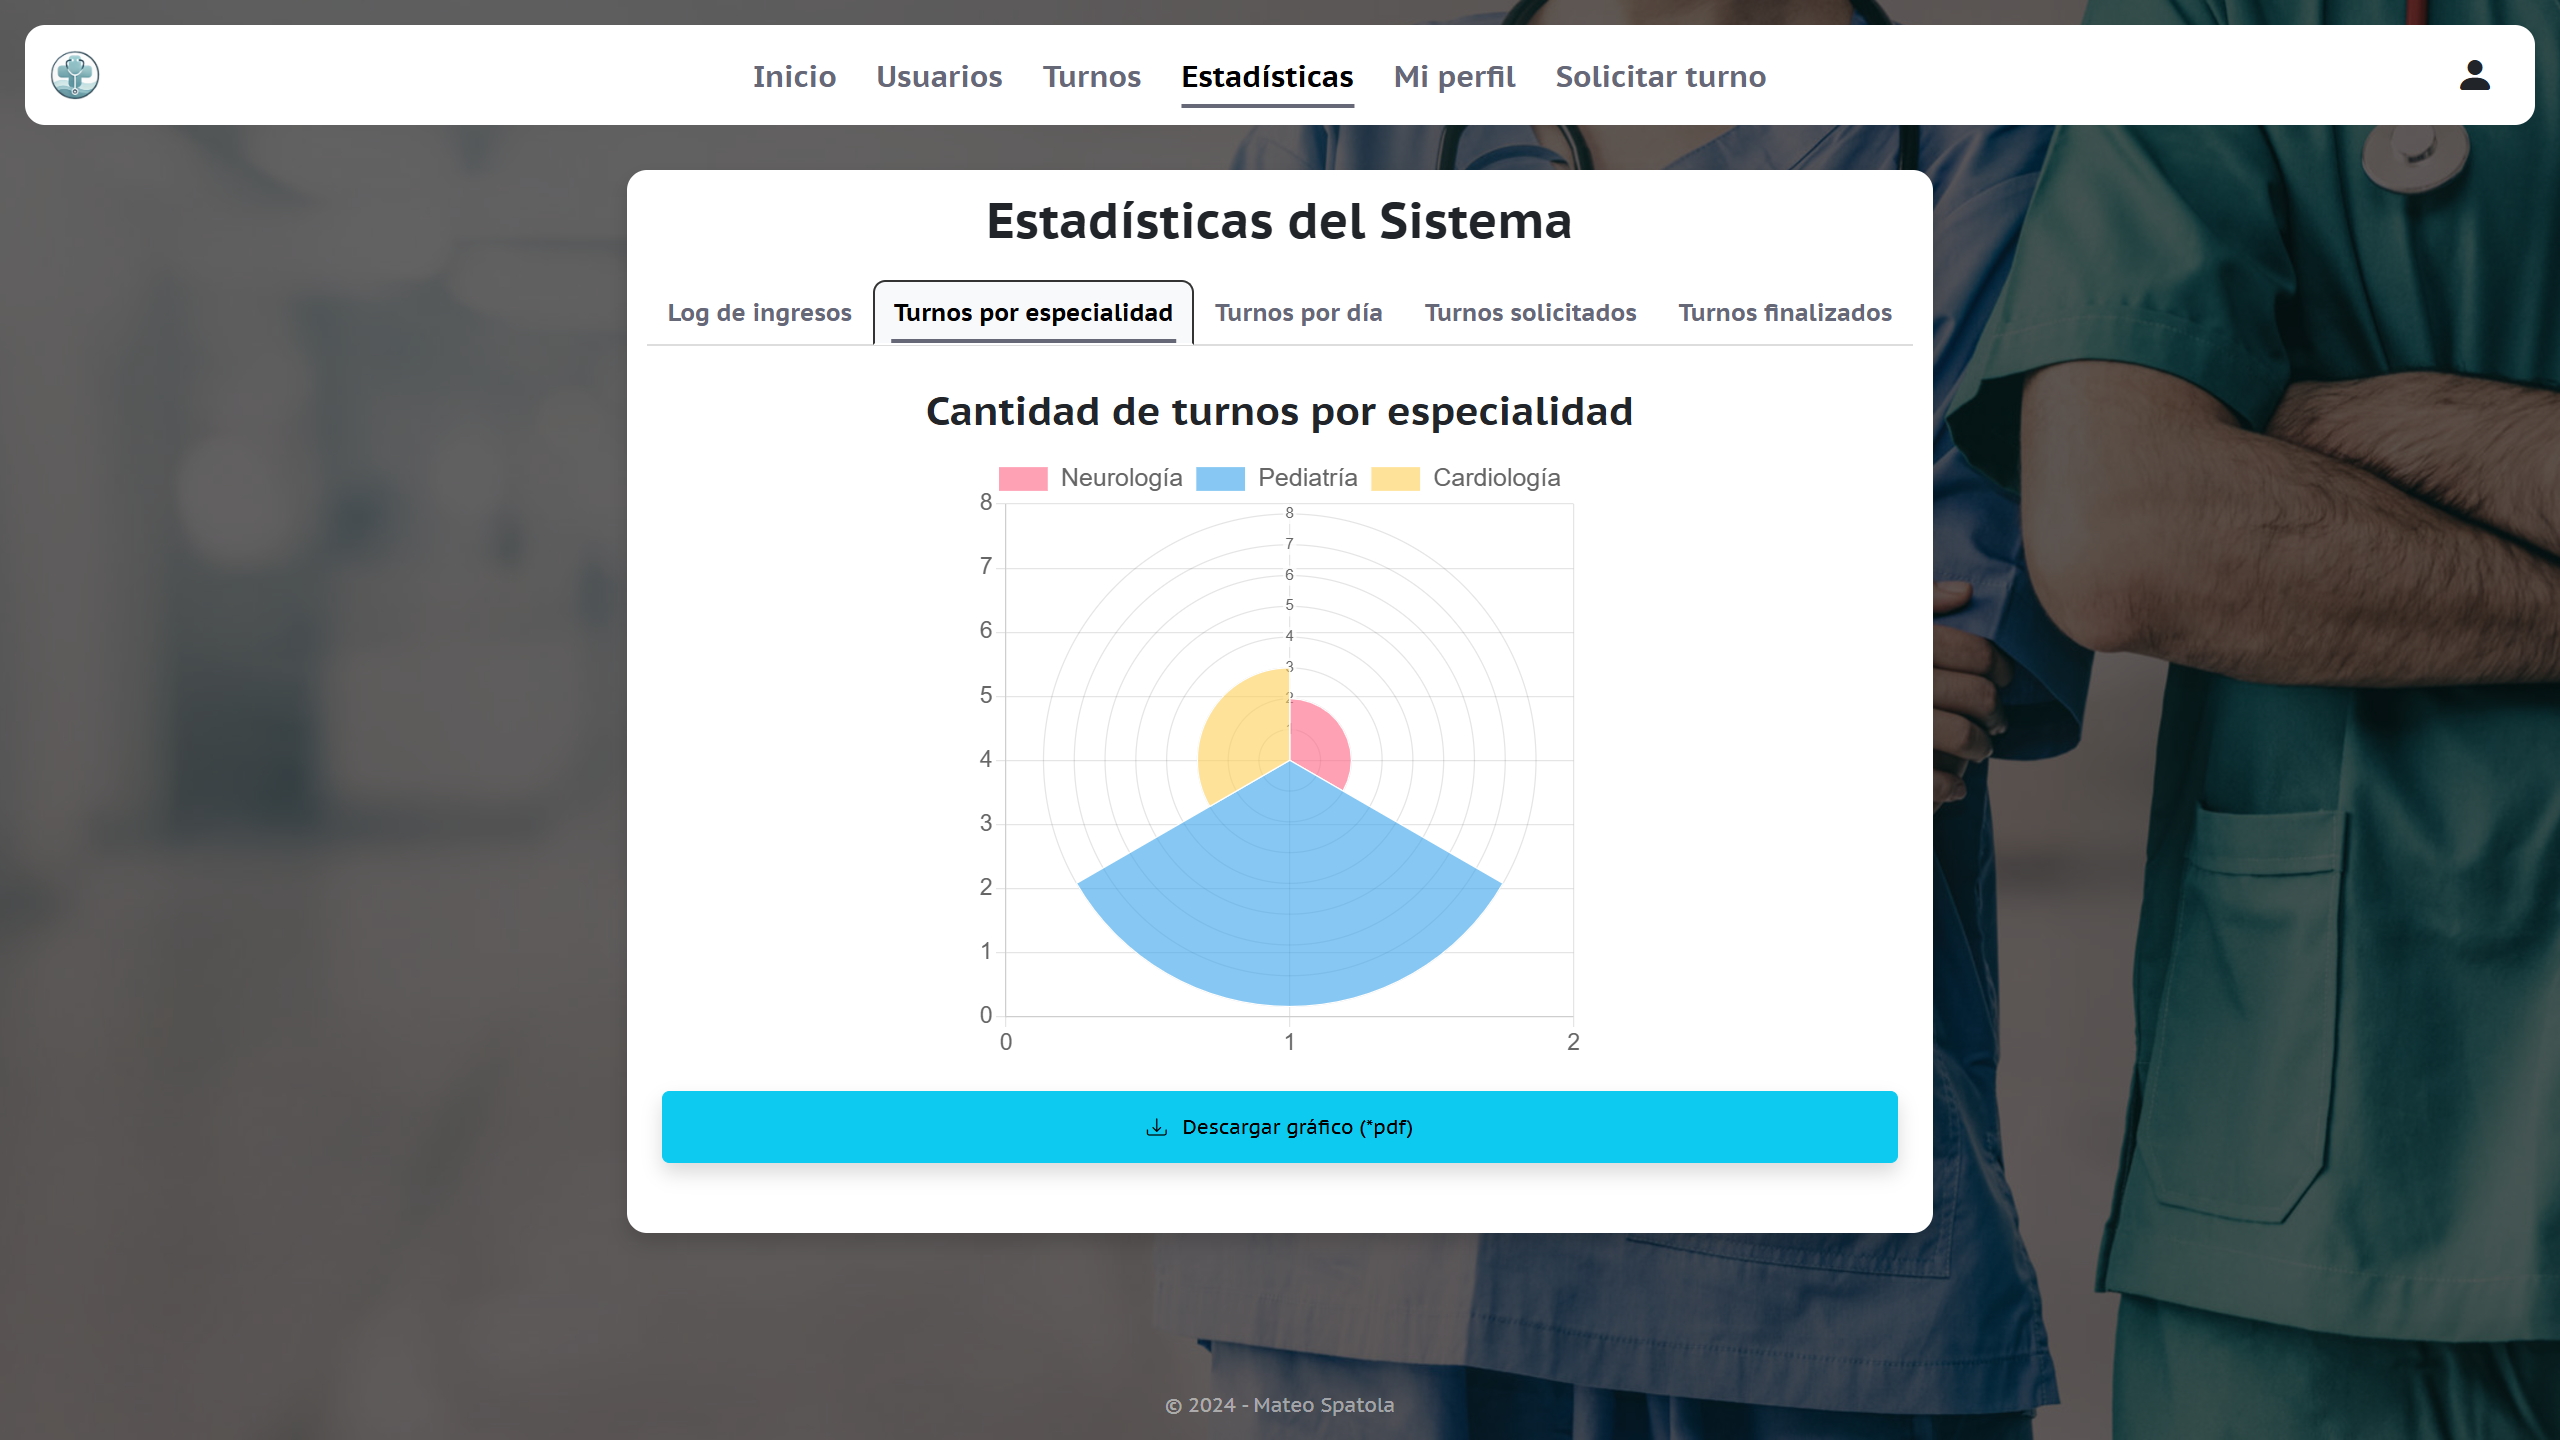 Inicio Usuarios Turnos Estadísticas Mi perfil Solicitar turno
Estadísticas del Sistema
Log de ingresos Turnos por especialidad Turnos por día Turnos solicitados Turnos finalizados
Cantidad de turnos por especialidad
Neurología Pediatría Cardiología
8
7
6
5
4
3
2
1
0
8
7
6
5
4
3
2
1
0 1 2
Descargar gráfico (*pdf)
© 2024 - Mateo Spatola